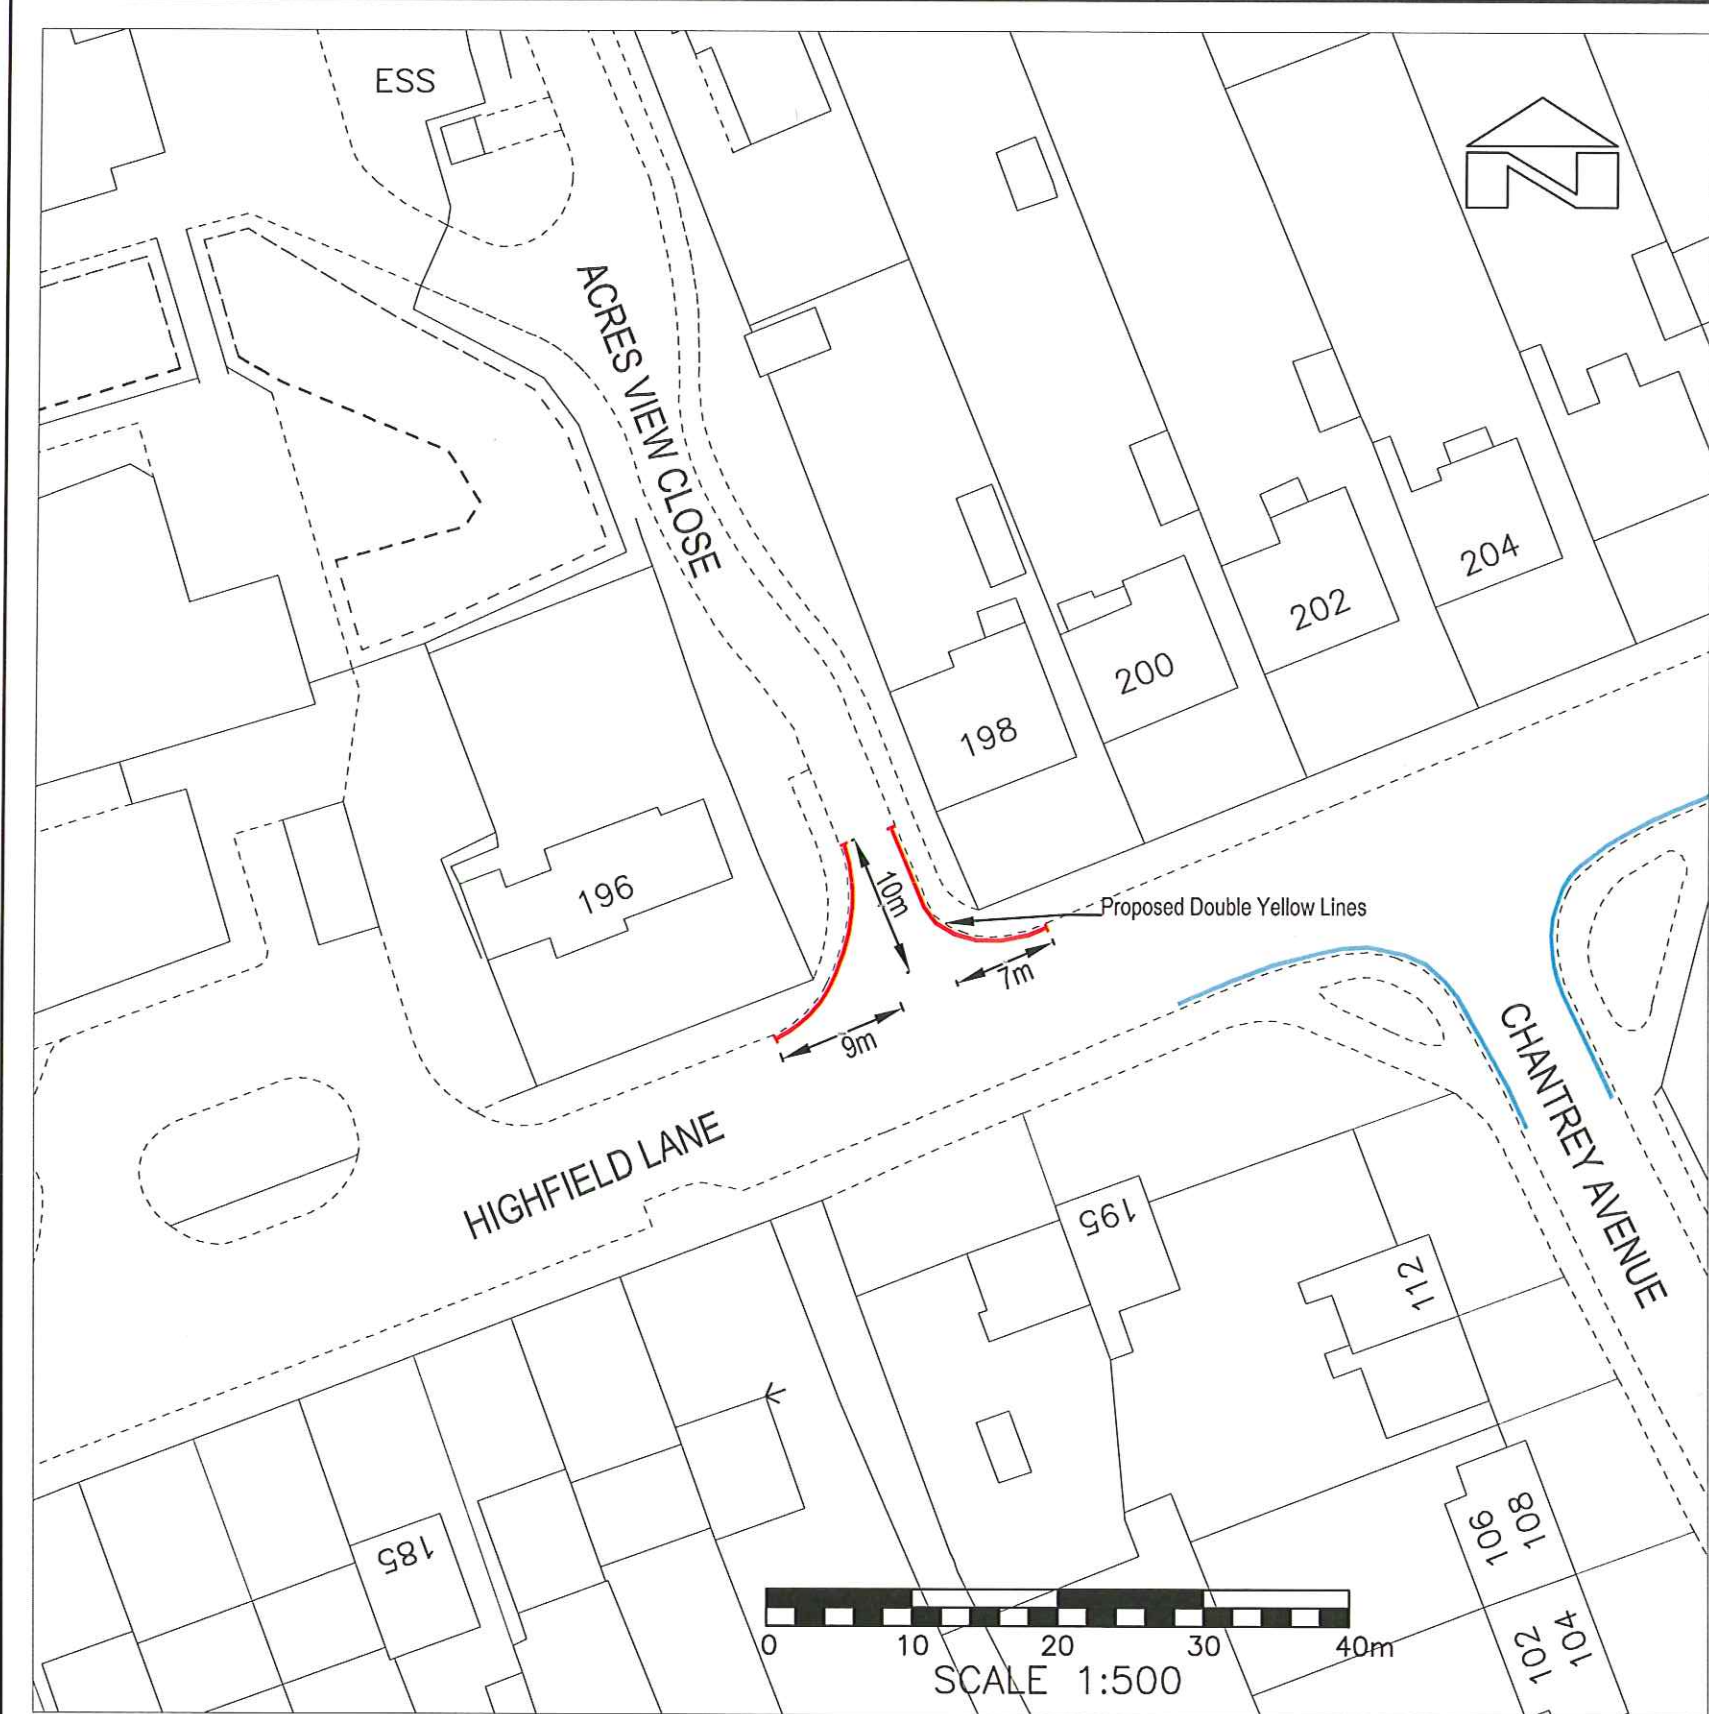 ESS
N
ACRES VIEW CLOSE
204
202
200
198
196
10m
Proposed Double Yellow Lines
7m
9m
CHANTREY AVENUE
HIGHFIELD LANE
195
112
185
108
106
104
102
0 10 20 30 40m
SCALE 1:500